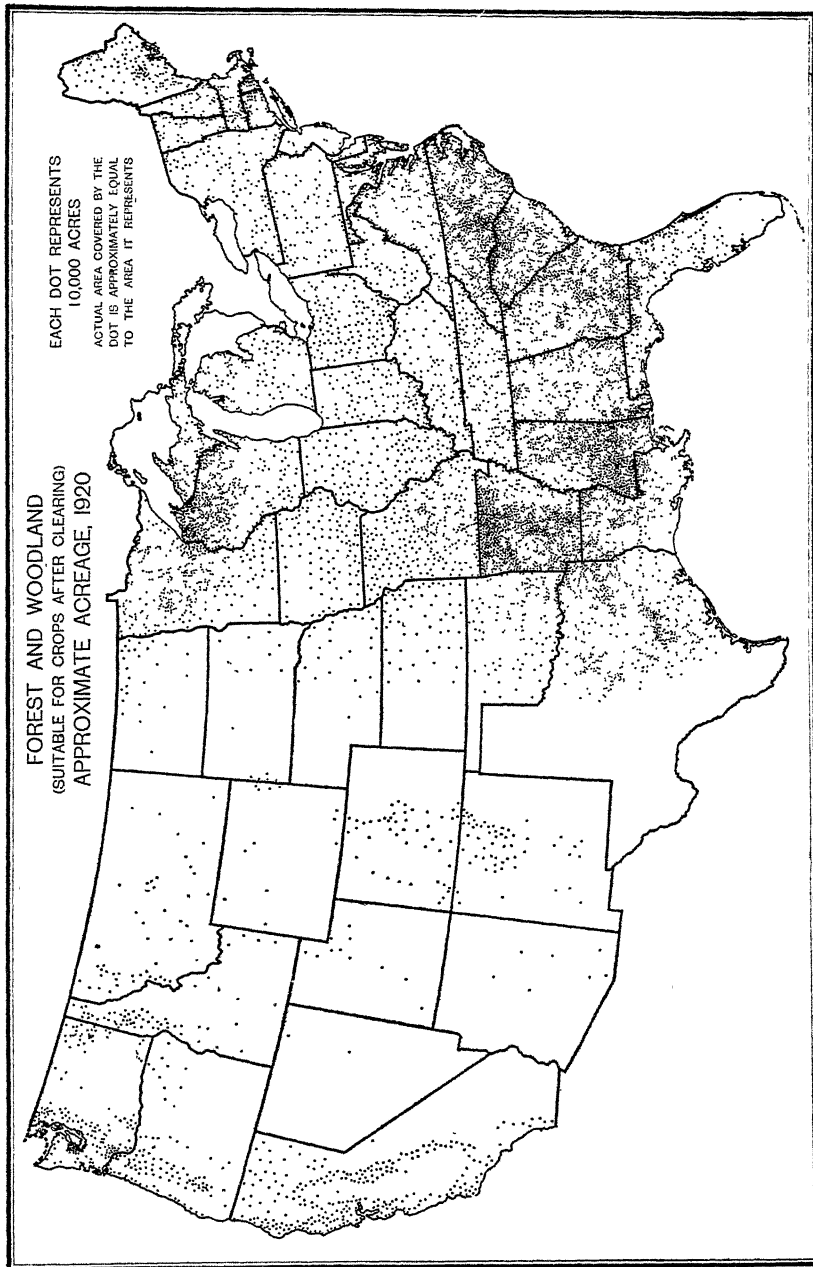 FOREST AND WOODLAND
(SUITABLE FOR CROPS AFTER CLEARING)
APPROXIMATE ACREAGE, 1920
EACH DOT REPRESENTS
10,000 ACRES
ACTUAL AREA COVERED BY THE
DOT IS APPROXIMATELY EQUAL
TO THE AREA IT REPRESENTS